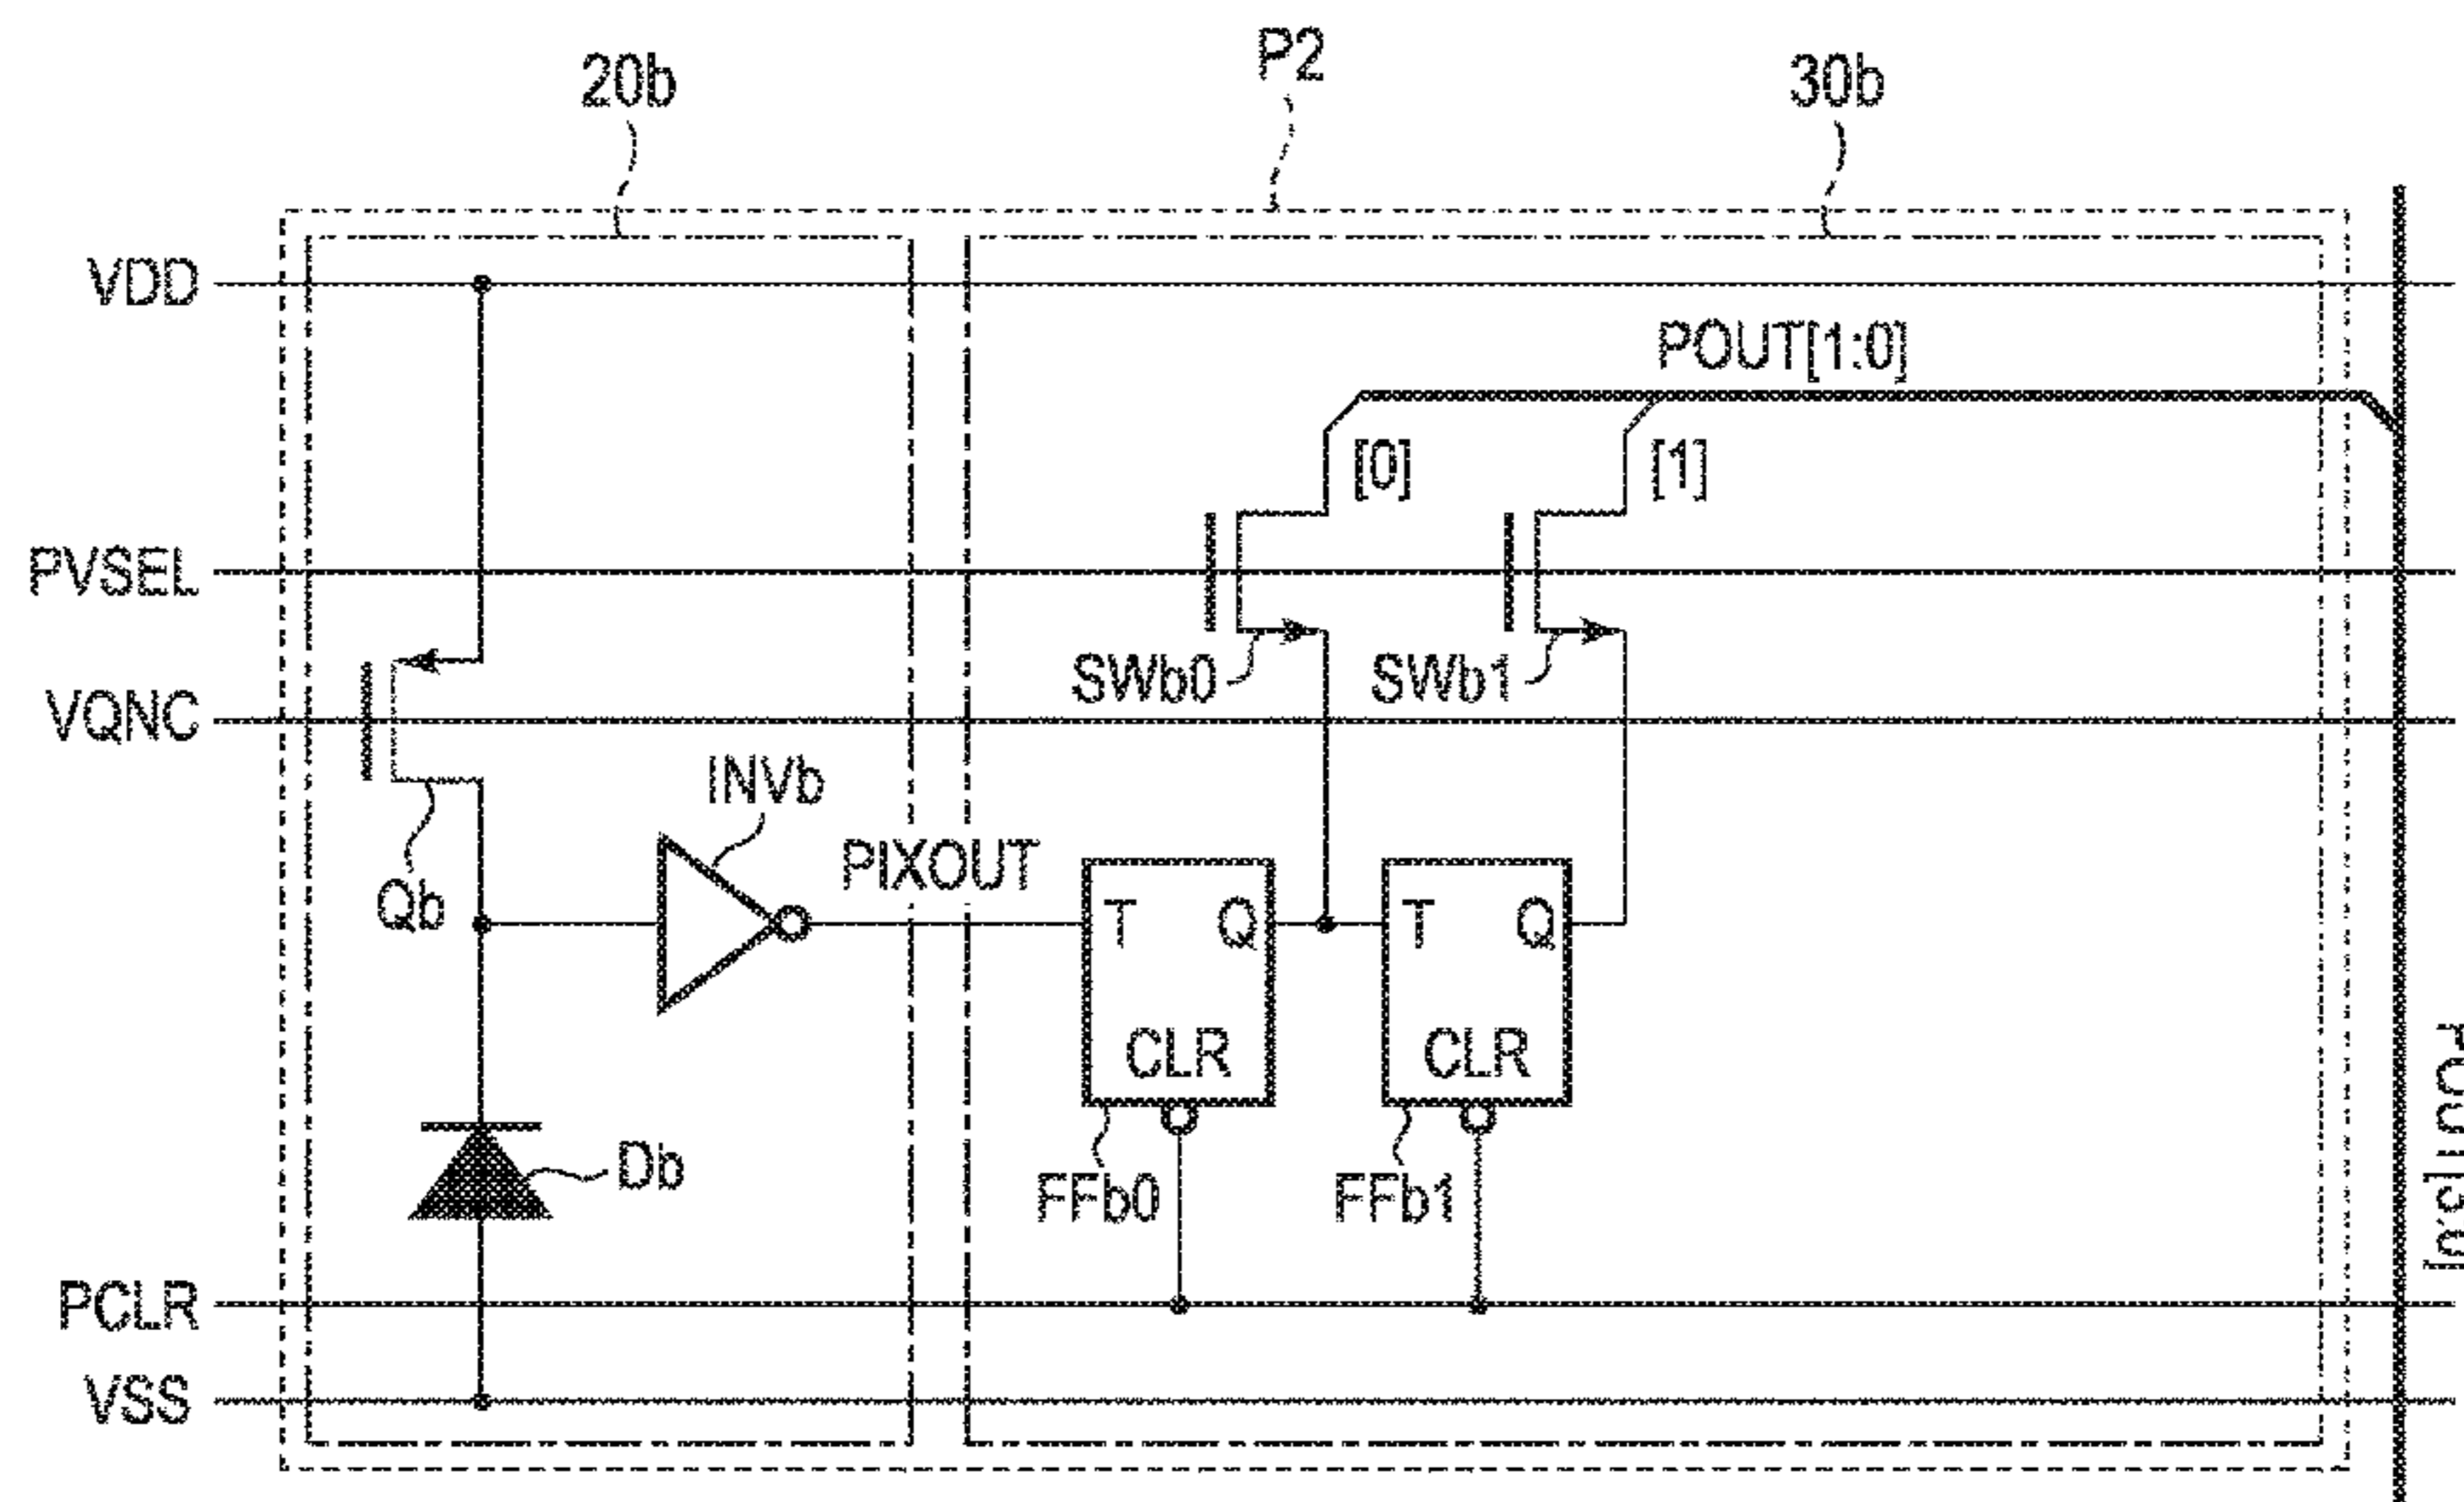 P2
20b
30b
VDD
POUT[1:0]
[0]
[1]
PVSEL
SWb0
SWb1
VQNC
INVb
PIXOUT
Qb
T
Q
T
Q
CLR
CLR
Db
FFb0
FFb1
PCLR
VSS